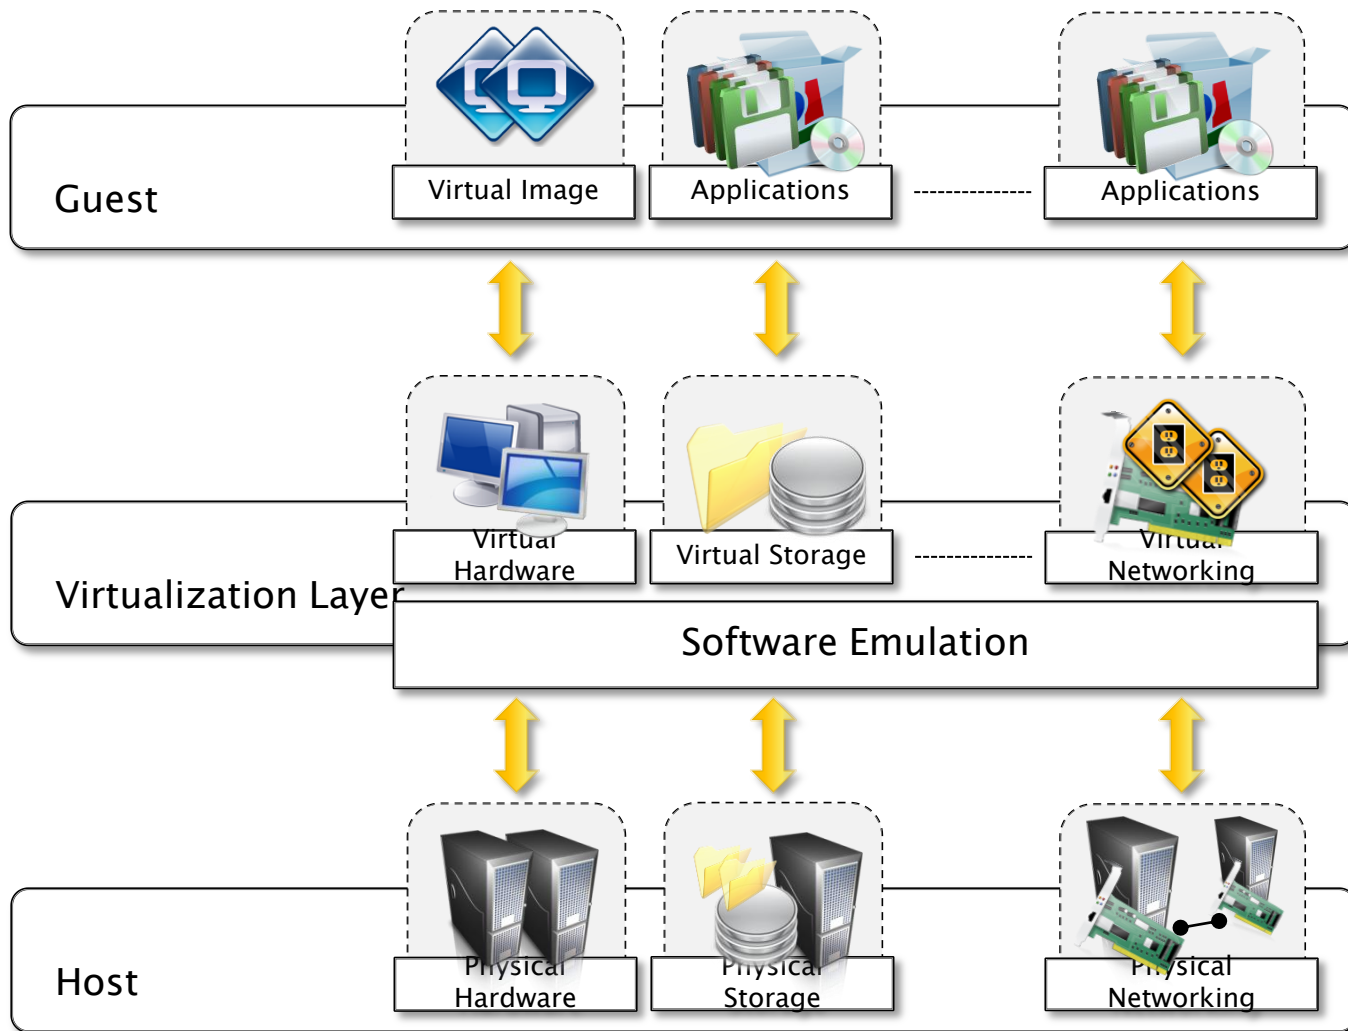 Guest
Virtual Image
Applications
Applications
Virtualization Layer
Virtual
Hardware
Virtual Storage
Virtual
Networking
Software Emulation
Host
Physical
Hardware
Physical
Storage
Physical
Networking